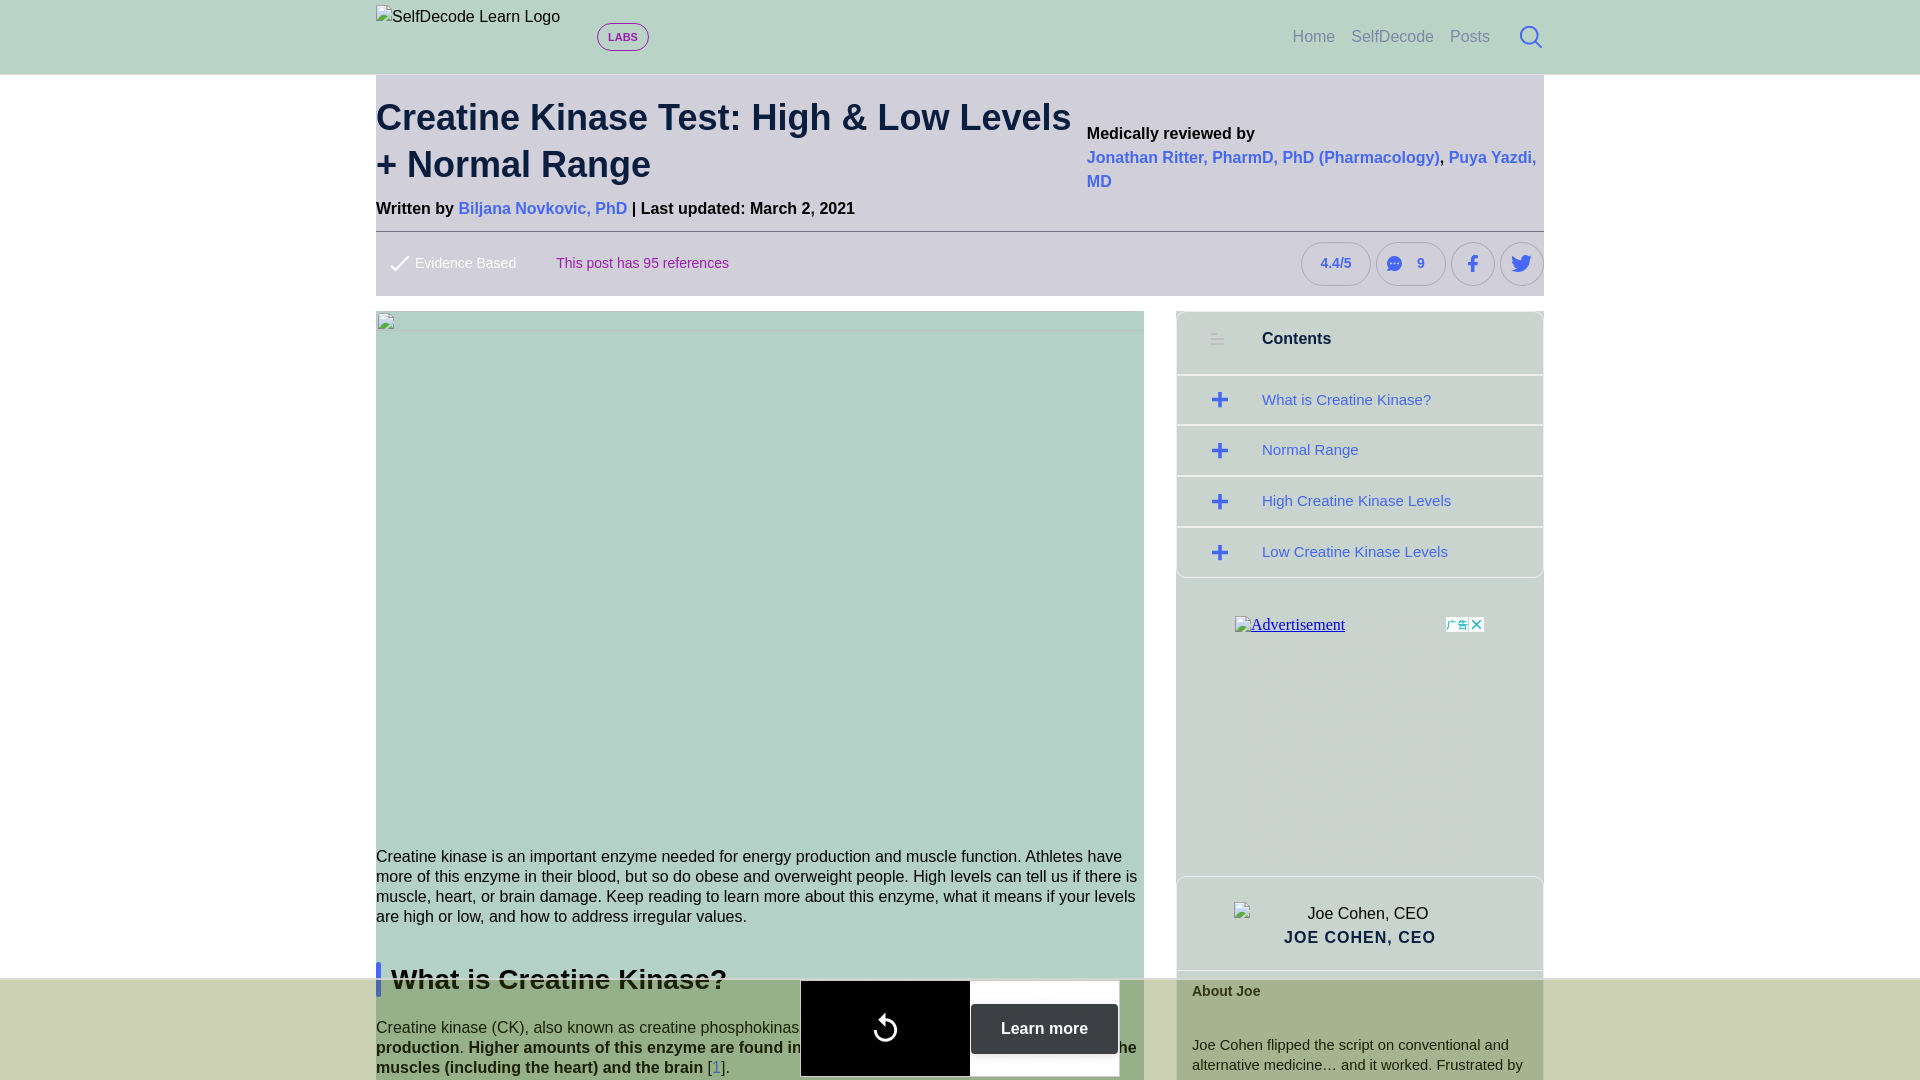 SelfDecode Learn Logo
LABS
Home
SelfDecode
Posts
Creatine Kinase Test: High & Low Levels
+ Normal Range
Written by Biljana Novkovic, PhD | Last updated: March 2, 2021
Medically reviewed by
Jonathan Ritter, PharmD, PhD (Pharmacology), Puya Yazdi,
MD
Evidence Based
This post has 95 references
4.4/5
9
Contents
What is Creatine Kinase?
Normal Range
High Creatine Kinase Levels
Low Creatine Kinase Levels
Advertisement
广告
Creatine kinase is an important enzyme needed for energy production and muscle function. Athletes have
more of this enzyme in their blood, but so do obese and overweight people. High levels can tell us if there is
muscle, heart, or brain damage. Keep reading to learn more about this enzyme, what it means if your levels
are high or low, and how to address irregular values.
What is Creatine Kinase?
Creatine kinase (CK), also known as creatine phosphokinas
production. Higher amounts of this enzyme are found in
he
muscles (including the heart) and the brain [1].
Learn more
Joe Cohen, CEO
JOE COHEN, CEO
About Joe
Joe Cohen flipped the script on conventional and
alternative medicine… and it worked. Frustrated by